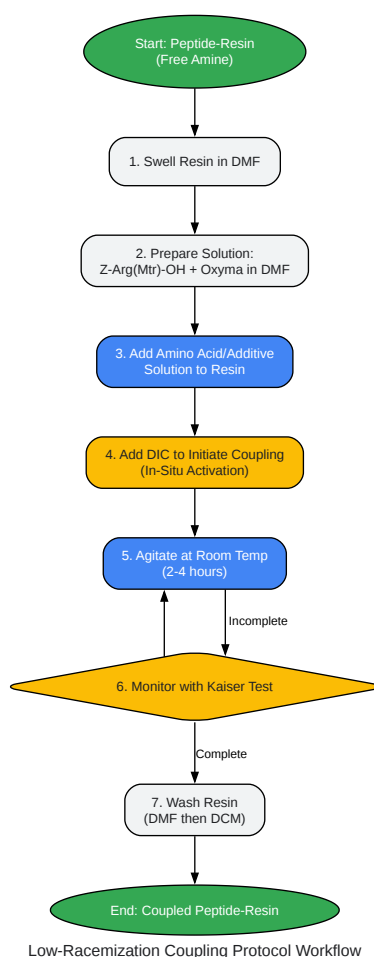 Start: Peptide-Resin
(Free Amine)
1. Swell Resin in DMF
2. Prepare Solution:
Z-Arg(Mtr)-OH + Oxyma in DMF
3. Add Amino Acid/Additive
Solution to Resin
4. Add DIC to Initiate Coupling
(In-Situ Activation)
5. Agitate at Room Temp
(2-4 hours)
Incomplete
6. Monitor with Kaiser Test
Complete
7. Wash Resin
(DMF then DCM)
End: Coupled Peptide-Resin
Low-Racemization Coupling Protocol Workflow